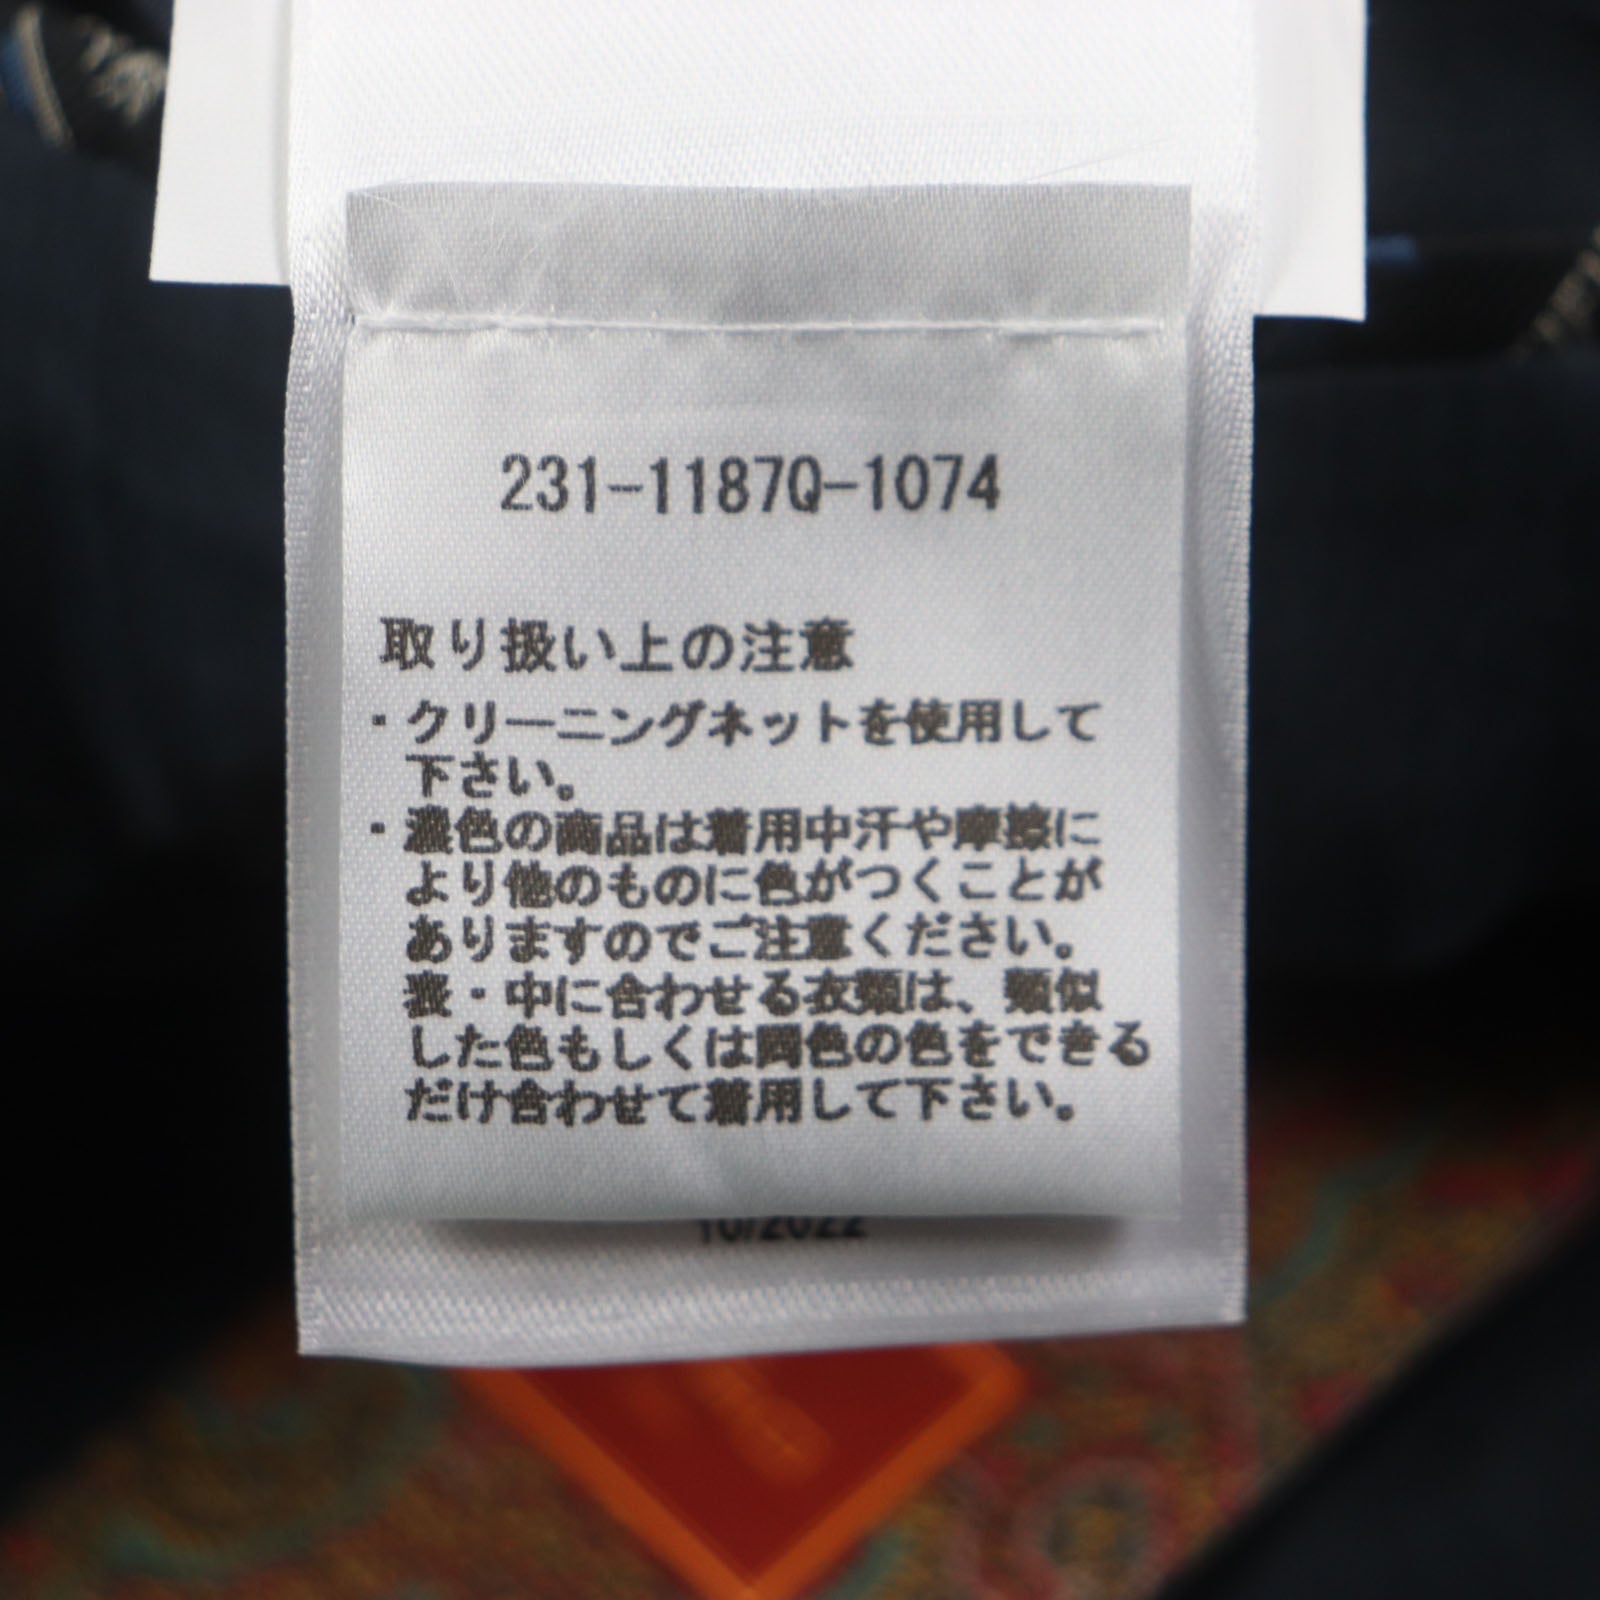 231-1187Q-1074
取り扱い上の注意
・クリーニングネットを使用して
下さい。
・濃色の商品は着用中汗や摩擦に
より他のものに色がつくことが
ありますのでご注意ください。
表・中に合わせる衣類は、類似
した色もしくは同色の色をできる
だけ合わせて着用して下さい。
10/2022